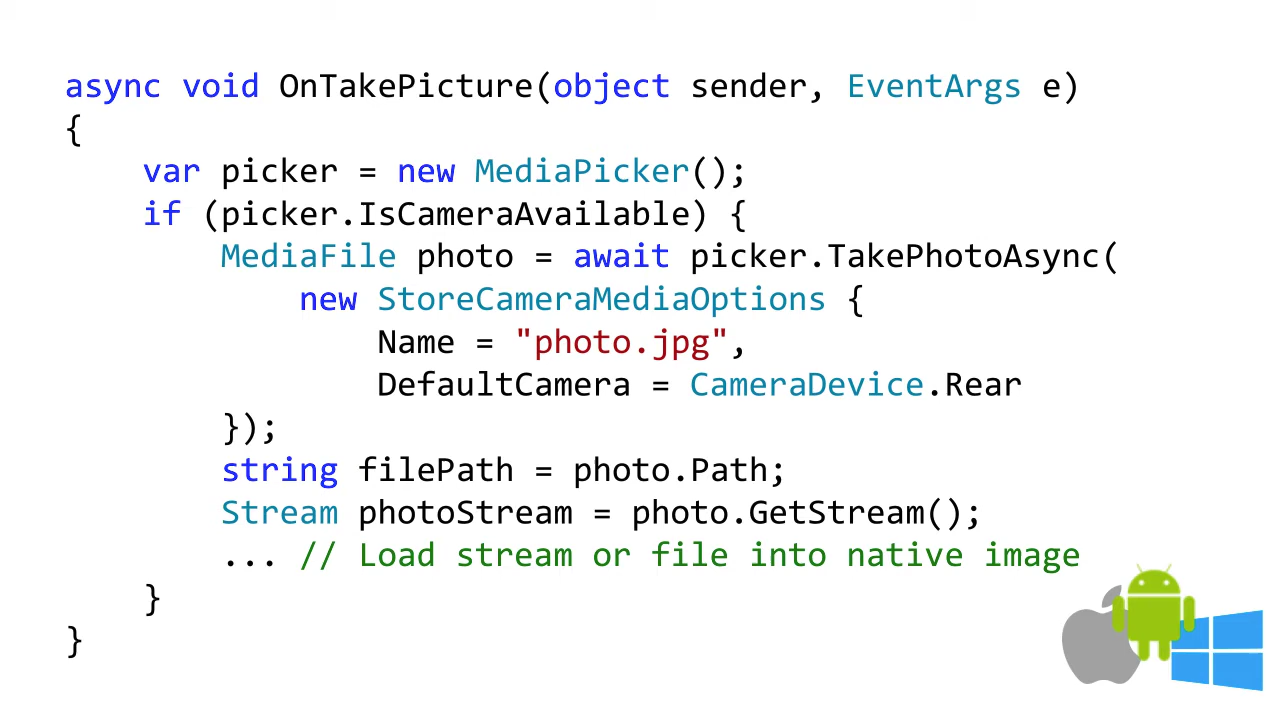 async void OnTakePicture(object sender, EventArgs e)
{
    var picker = new MediaPicker();
    if (picker.IsCameraAvailable) {
        MediaFile photo = await picker.TakePhotoAsync(
            new StoreCameraMediaOptions {
                Name = "photo.jpg",
                DefaultCamera = CameraDevice.Rear
        });
        string filePath = photo.Path;
        Stream photoStream = photo.GetStream();
        ... // Load stream or file into native image
    }
}